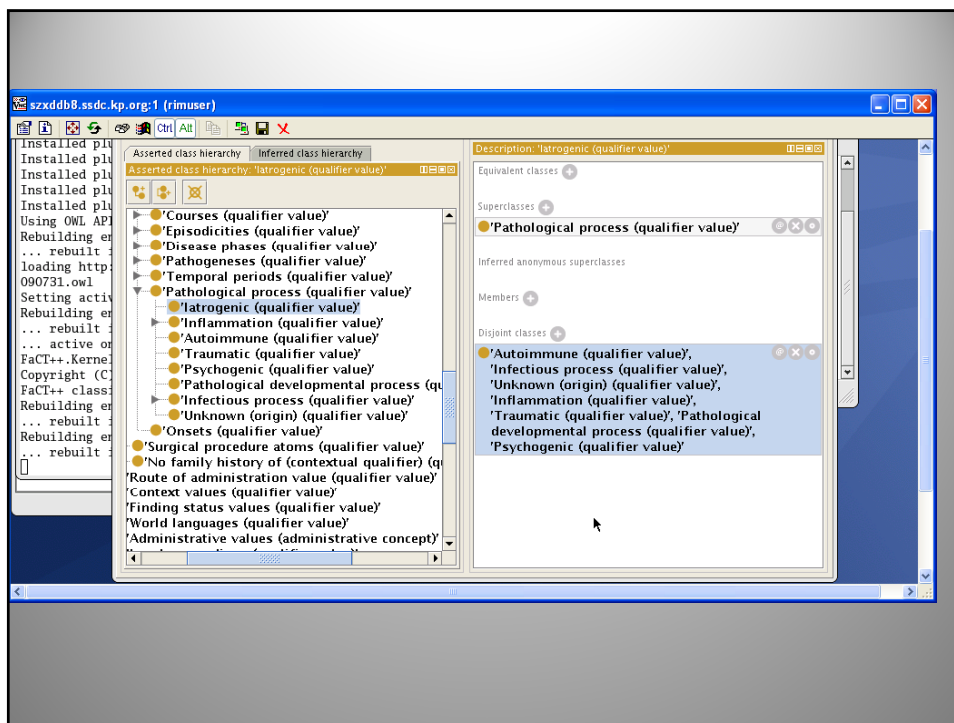 szxddb8.ssdc.kp.org:1 (rimuser)
Ctrl Alt
Installed plu
Installed plu
Installed plu
Installed plu
Installed plu
Using OWL API
Rebuilding en
... rebuilt i
loading http:
090731.owl
Setting activ
Rebuilding en
... rebuilt i
... active on
FaCT++.Kernel
Copyright (C)
FaCT++ classi
Rebuilding en
... rebuilt i
Rebuilding en
... rebuilt i
Asserted class hierarchy
Inferred class hierarchy
Asserted class hierarchy: 'Iatrogenic (qualifier value)'
'Courses (qualifier value)'
'Episodicities (qualifier value)'
'Disease phases (qualifier value)'
'Pathogeneses (qualifier value)'
'Temporal periods (qualifier value)'
'Pathological process (qualifier value)'
'Iatrogenic (qualifier value)'
'Inflammation (qualifier value)'
'Autoimmune (qualifier value)'
'Traumatic (qualifier value)'
'Psychogenic (qualifier value)'
'Pathological developmental process (qu
'Infectious process (qualifier value)'
'Unknown (origin) (qualifier value)'
'Onsets (qualifier value)'
'Surgical procedure atoms (qualifier value)'
'No family history of (contextual qualifier) (qu
'Route of administration value (qualifier value)'
'Context values (qualifier value)'
'Finding status values (qualifier value)'
'World languages (qualifier value)'
'Administrative values (administrative concept)'
Description: 'Iatrogenic (qualifier value)'
Equivalent classes
Superclasses
'Pathological process (qualifier value)'
Inferred anonymous superclasses
Members
Disjoint classes
'Autoimmune (qualifier value)',
'Infectious process (qualifier value)',
'Unknown (origin) (qualifier value)',
'Inflammation (qualifier value)',
'Traumatic (qualifier value)', 'Pathological
developmental process (qualifier value)',
'Psychogenic (qualifier value)'